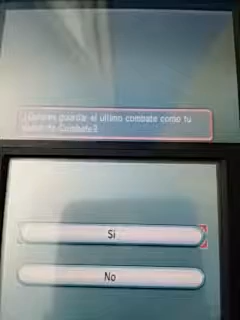 ¿Quieres guardar el último combate como tu
vídeo de Combate?
Sí
No